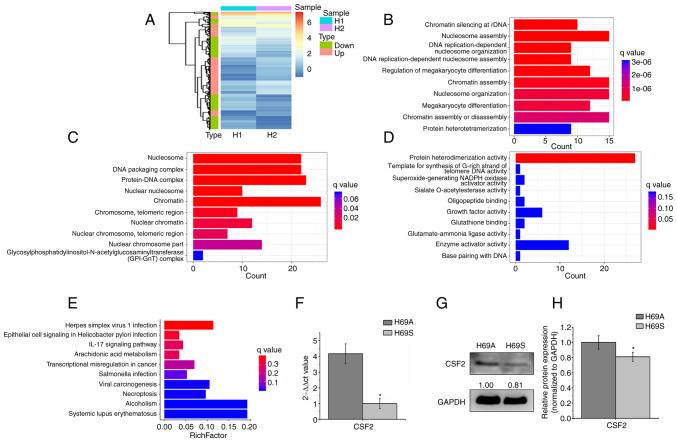 A
Sample
6
4
2
0
Sample
H1
H2
Type
Down
Up
Type
H1
H2
B
Chromatin silencing at rDNA
Nucleosome assembly
DNA replication-dependent
nucleosome organization
DNA replication-dependent nucleosome assembly
Regulation of megakaryocyte differentiation
Chromatin assembly
Nucleosome organization
Megakaryocyte differentiation
Chromatin assembly or disassembly
Protein heterotetramerization
0
5
10
15
Count
q value
3e-06
2e-06
1e-06
C
Nucleosome
DNA packaging complex
Protein-DNA complex
Nuclear nucleosome
Chromatin
Chromosome, telomeric region
Nuclear chromatin
Nuclear chromosome, telomeric region
Nuclear chromosome part
Glycosylphosphatidylinositol-N-acetylglucosaminyltransferase
(GPI-GnT) complex
0
10
20
Count
q value
0.06
0.04
0.02
D
Protein heterodimerization activity
Template for synthesis of G-rich strand of
telomere DNA activity
Superoxide-generating NADPH oxidase
activator activity
Sialate O-acetylesterase activity
Oligopeptide binding
Growth factor activity
Glutathione binding
Glutamate-ammonia ligase activity
Enzyme activator activity
Base pairing with DNA
0
10
20
Count
q value
0.15
0.10
0.05
E
Herpes simplex virus 1 infection
Epithelial cell signaling in Helicobacter pylori infection
IL-17 signaling pathway
Arachidonic acid metabolism
Transcriptional misregulation in cancer
Salmonella infection
Viral carcinogenesis
Necroptosis
Alcoholism
Systemic lupus erythematosus
0.00
0.05
0.10
0.15
0.20
RichFactor
q value
0.3
0.2
0.1
F
H69A
H69S
2-ΔΔct value
5
4
3
2
1
0
*
CSF2
G
H69A H69S
CSF2
1.00 0.81
GAPDH
H
H69A
H69S
Relative protein expression
(normalized to GAPDH)
1.2
1.0
0.8
0.6
0.4
0.2
0.0
*
CSF2